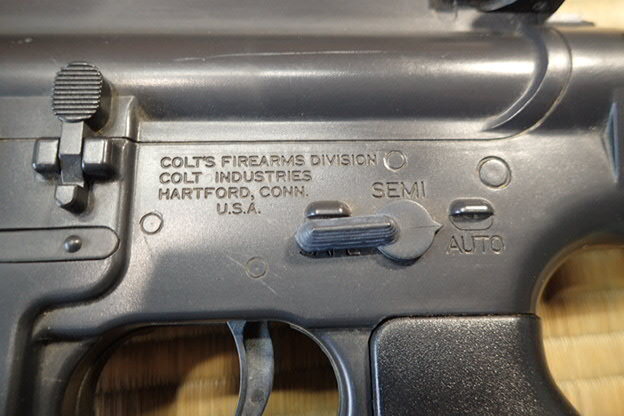 COLT'S FIREARMS DIVISION
COLT INDUSTRIES
HARTFORD, CONN.
U.S.A.
SEMI
AUTO